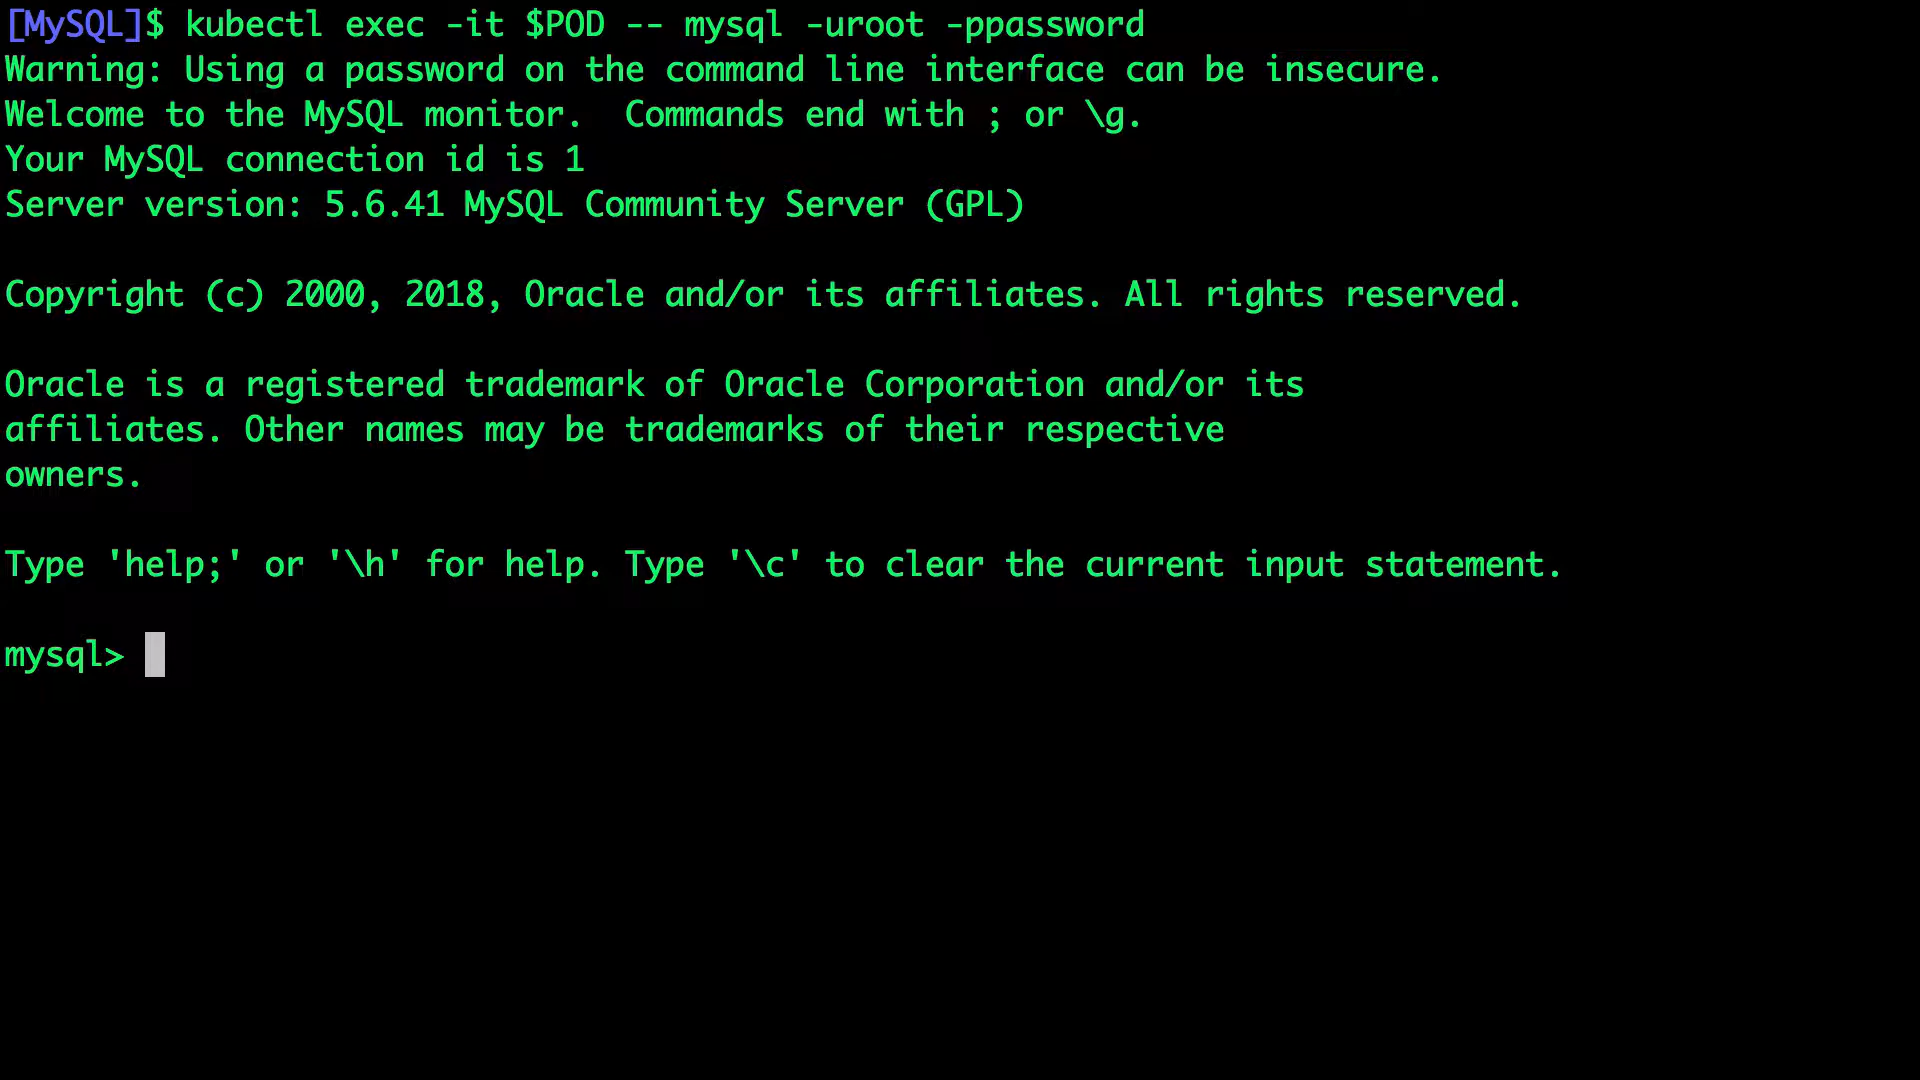 [MySQL]$ kubectl exec -it $POD -- mysql -uroot -ppassword
Warning: Using a password on the command line interface can be insecure.
Welcome to the MySQL monitor.  Commands end with ; or \g.
Your MySQL connection id is 1
Server version: 5.6.41 MySQL Community Server (GPL)
Copyright (c) 2000, 2018, Oracle and/or its affiliates. All rights reserved.
Oracle is a registered trademark of Oracle Corporation and/or its
affiliates. Other names may be trademarks of their respective
owners.
Type 'help;' or '\h' for help. Type '\c' to clear the current input statement.
mysql>